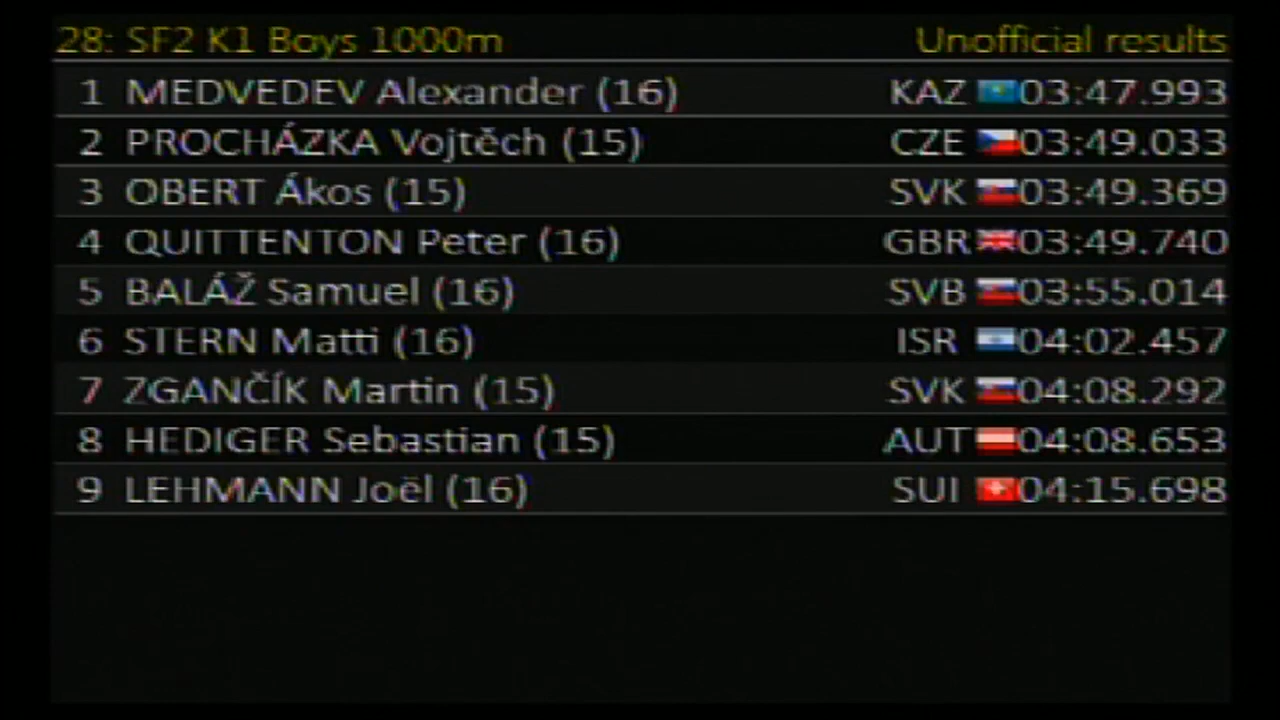 28: SF2 K1 Boys 1000m Unofficial results
1 MEDVEDEV Alexander (16) KAZ 03:47.993
2 PROCHÁZKA Vojtěch (15) CZE 03:49.033
3 OBERT Ákos (15) SVK 03:49.369
4 QUITTENTON Peter (16) GBR 03:49.740
5 BALÁŽ Samuel (16) SVB 03:55.014
6 STERN Matti (16) ISR 04:02.457
7 ZGANČÍK Martin (15) SVK 04:08.292
8 HEDIGER Sebastian (15) AUT 04:08.653
9 LEHMANN Joël (16) SUI 04:15.698